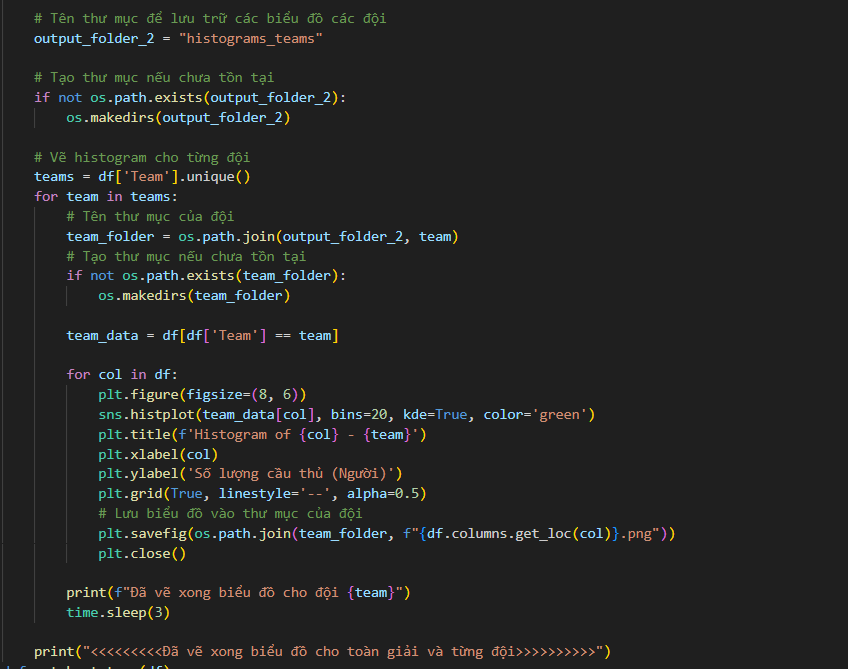 # Tên thư mục để lưu trữ các biểu đồ các đội
output_folder_2 = "histograms_teams"
# Tạo thư mục nếu chưa tồn tại
if not os.path.exists(output_folder_2):
os.makedirs(output_folder_2)
# Vẽ histogram cho từng đội
teams = df['Team'].unique()
for team in teams:
# Tên thư mục của đội
team_folder = os.path.join(output_folder_2, team)
# Tạo thư mục nếu chưa tồn tại
if not os.path.exists(team_folder):
os.makedirs(team_folder)
team_data = df[df['Team'] == team]
for col in df:
plt.figure(figsize=(8, 6))
sns.histplot(team_data[col], bins=20, kde=True, color='green')
plt.title(f'Histogram of {col} - {team}')
plt.xlabel(col)
plt.ylabel('Số lượng cầu thủ (Người)')
plt.grid(True, linestyle='--', alpha=0.5)
# Lưu biểu đồ vào thư mục của đội
plt.savefig(os.path.join(team_folder, f"{df.columns.get_loc(col)}.png"))
plt.close()
print(f"Đã vẽ xong biểu đồ cho đội {team}")
time.sleep(3)
print("<<<<<<<<<Đã vẽ xong biểu đồ cho toàn giải và từng đội>>>>>>>>>>")